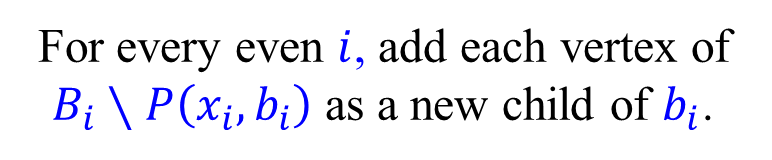 For every even 𝑖, add each vertex of
𝐵ᵢ \ 𝑃(𝑥ᵢ, 𝑏ᵢ) as a new child of 𝑏ᵢ.